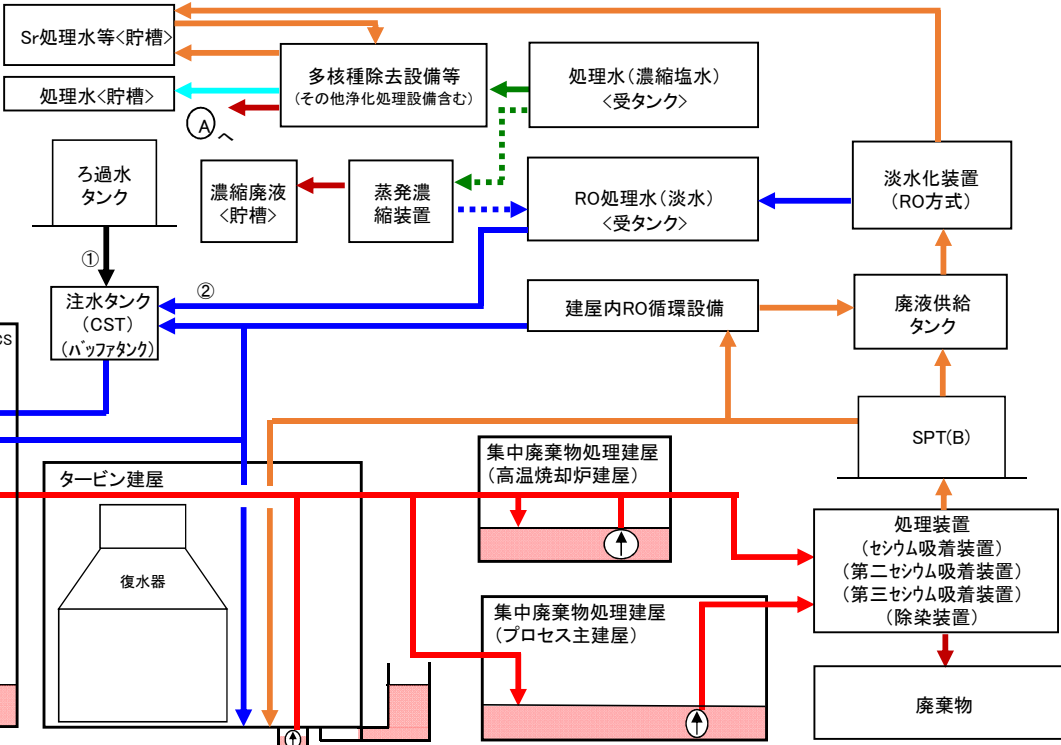 Sr処理水等<貯槽>
処理水<貯槽>
多核種除去設備等
(その他浄化処理設備含む)
処理水(濃縮塩水)
<受タンク>
Aへ
ろ過水
タンク
濃縮廃液
<貯槽>
蒸発濃
縮装置
RO処理水(淡水)
<受タンク>
淡水化装置
(RO方式)
①
②
注水タンク
(CST)
(バッファタンク)
建屋内RO循環設備
廃液供給
タンク
CS
SPT(B)
タービン建屋
復水器
集中廃棄物処理建屋
(高温焼却炉建屋)
処理装置
(セシウム吸着装置)
(第二セシウム吸着装置)
(第三セシウム吸着装置)
(除染装置)
集中廃棄物処理建屋
(プロセス主建屋)
廃棄物